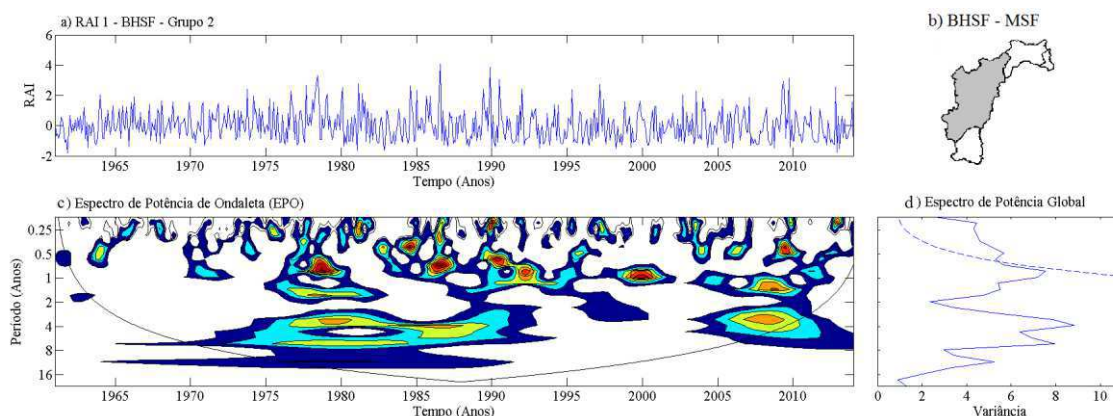 a) RAI 1 - BHSF - Grupo 2
6
4
2
0
-2
RAI
1965 1970 1975 1980 1985 1990 1995 2000 2005 2010
Tempo (Anos)
b) BHSF - MSF
c) Espectro de Potência de Ondaleta (EPO)
0.25
0.5
1
2
4
8
16
Período (Anos)
1965 1970 1975 1980 1985 1990 1995 2000 2005 2010
Tempo (Anos)
d) Espectro de Potência Global
0 2 4 6 8 10
Variância